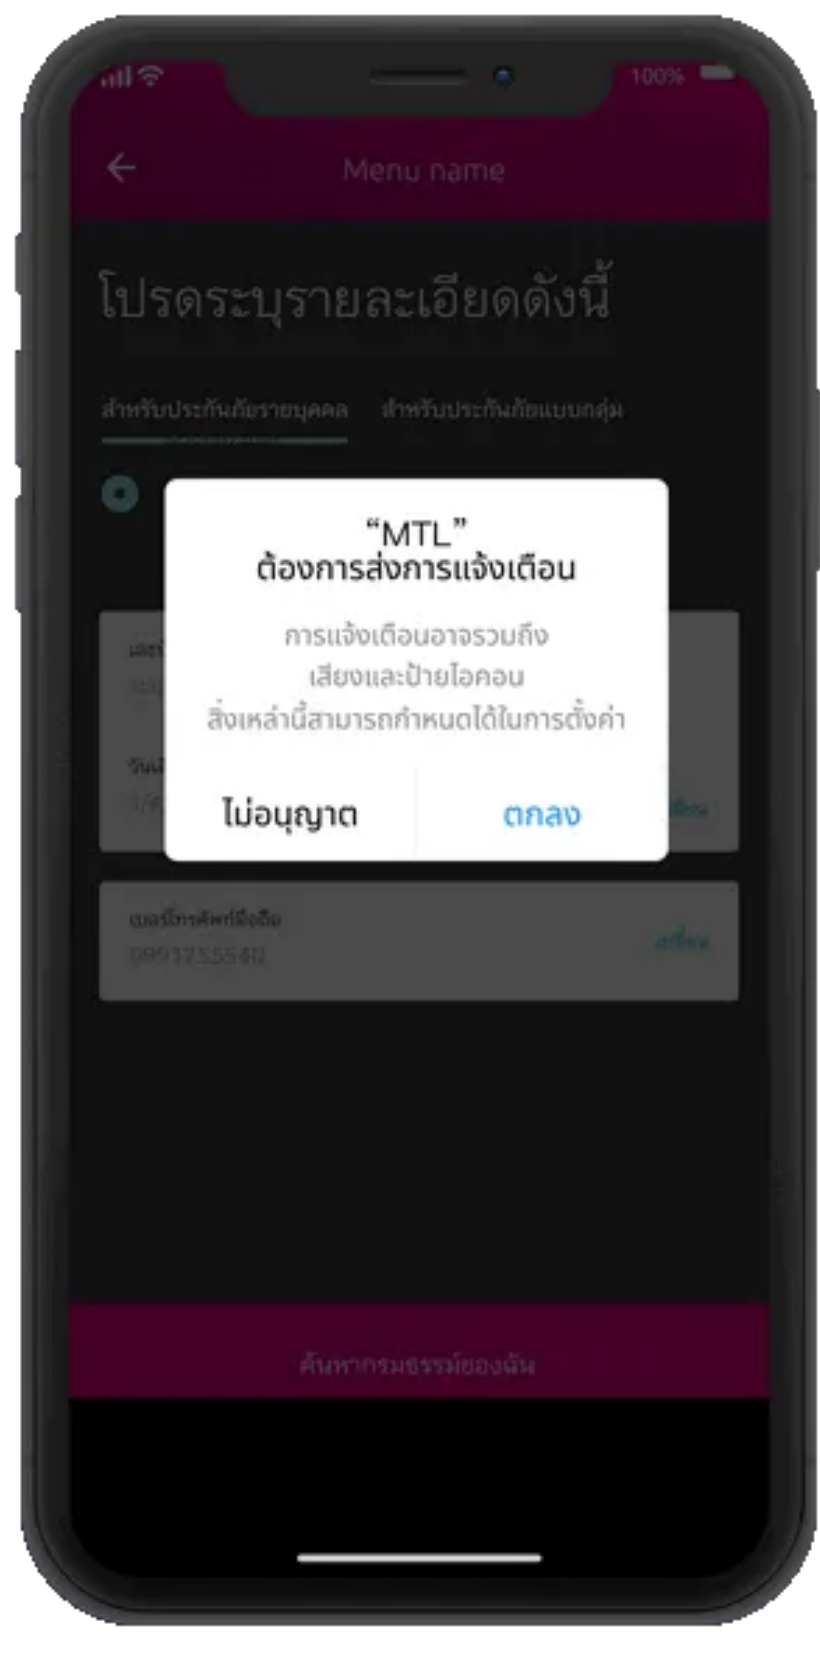 100%
Menu name
โปรดระบุรายละเอียดดังนี้
สำหรับประกันภัยรายบุคคล สำหรับประกันภัยแบบกลุ่ม
“MTL”
ต้องการส่งการแจ้งเตือน
การแจ้งเตือนอาจรวมถึง
เสียงและป้ายไอคอน
สิ่งเหล่านี้สามารถกำหนดได้ในการตั้งค่า
ไม่อนุญาต ตกลง
เบอร์โทรศัพท์มือถือ
เปลี่ยน
ค้นหากรมธรรม์ของฉัน